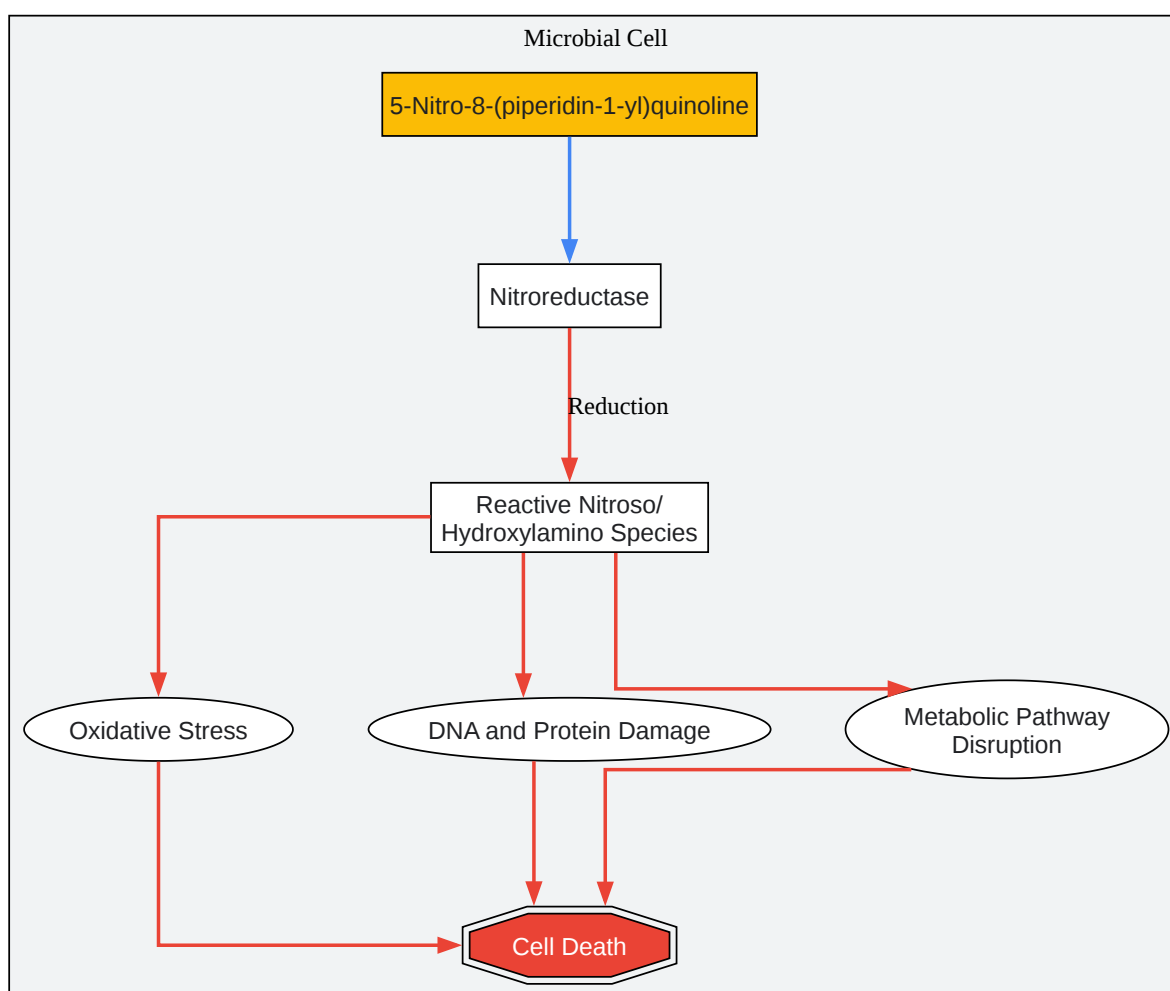 Microbial Cell
5-Nitro-8-(piperidin-1-yl)quinoline
Nitroreductase
Reduction
Reactive Nitroso/
Hydroxylamino Species
Oxidative Stress
DNA and Protein Damage
Metabolic Pathway
Disruption
Cell Death